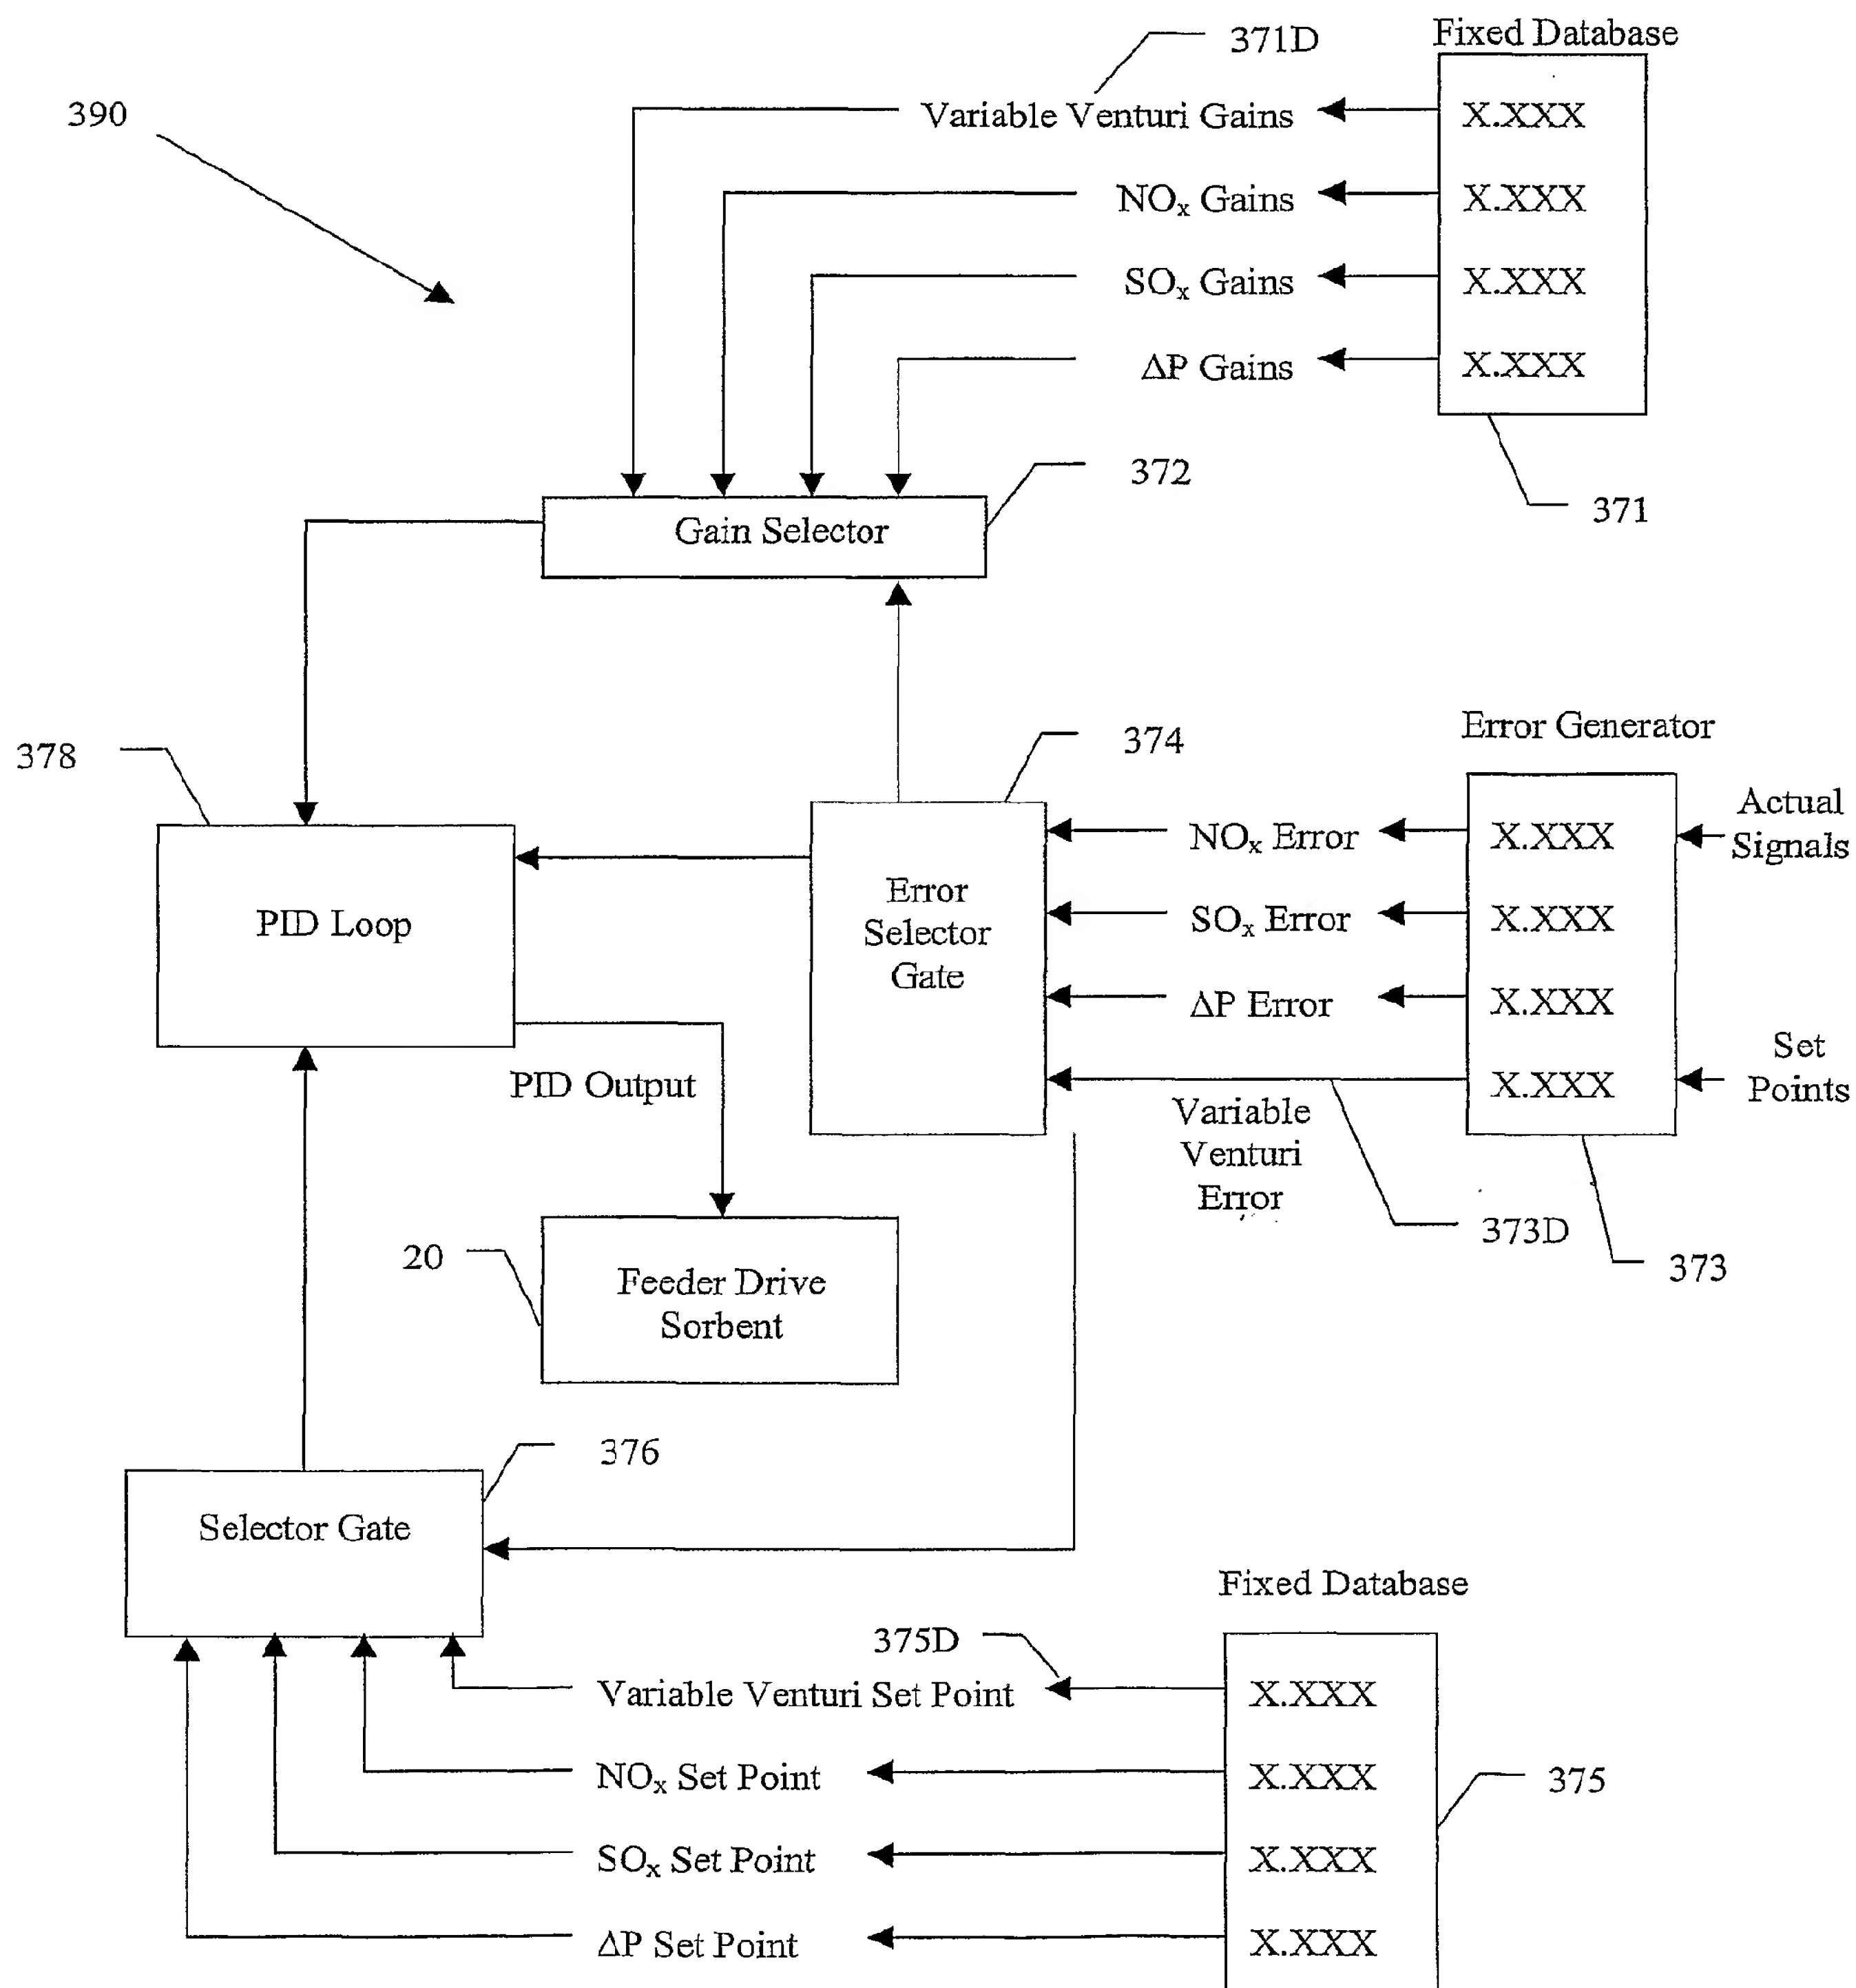 371D
Fixed Database
390
Variable Venturi Gains
X.XXX
NOₓ Gains
X.XXX
SOₓ Gains
X.XXX
ΔP Gains
X.XXX
372
371
Gain Selector
378
374
Error Generator
Actual
Signals
NOₓ Error
X.XXX
PID Loop
Error
Selector
Gate
SOₓ Error
X.XXX
ΔP Error
X.XXX
Set
Points
PID Output
X.XXX
Variable
Venturi
Error
373D
373
20
Feeder Drive
Sorbent
376
Selector Gate
Fixed Database
375D
Variable Venturi Set Point
X.XXX
NOₓ Set Point
X.XXX
375
SOₓ Set Point
X.XXX
ΔP Set Point
X.XXX